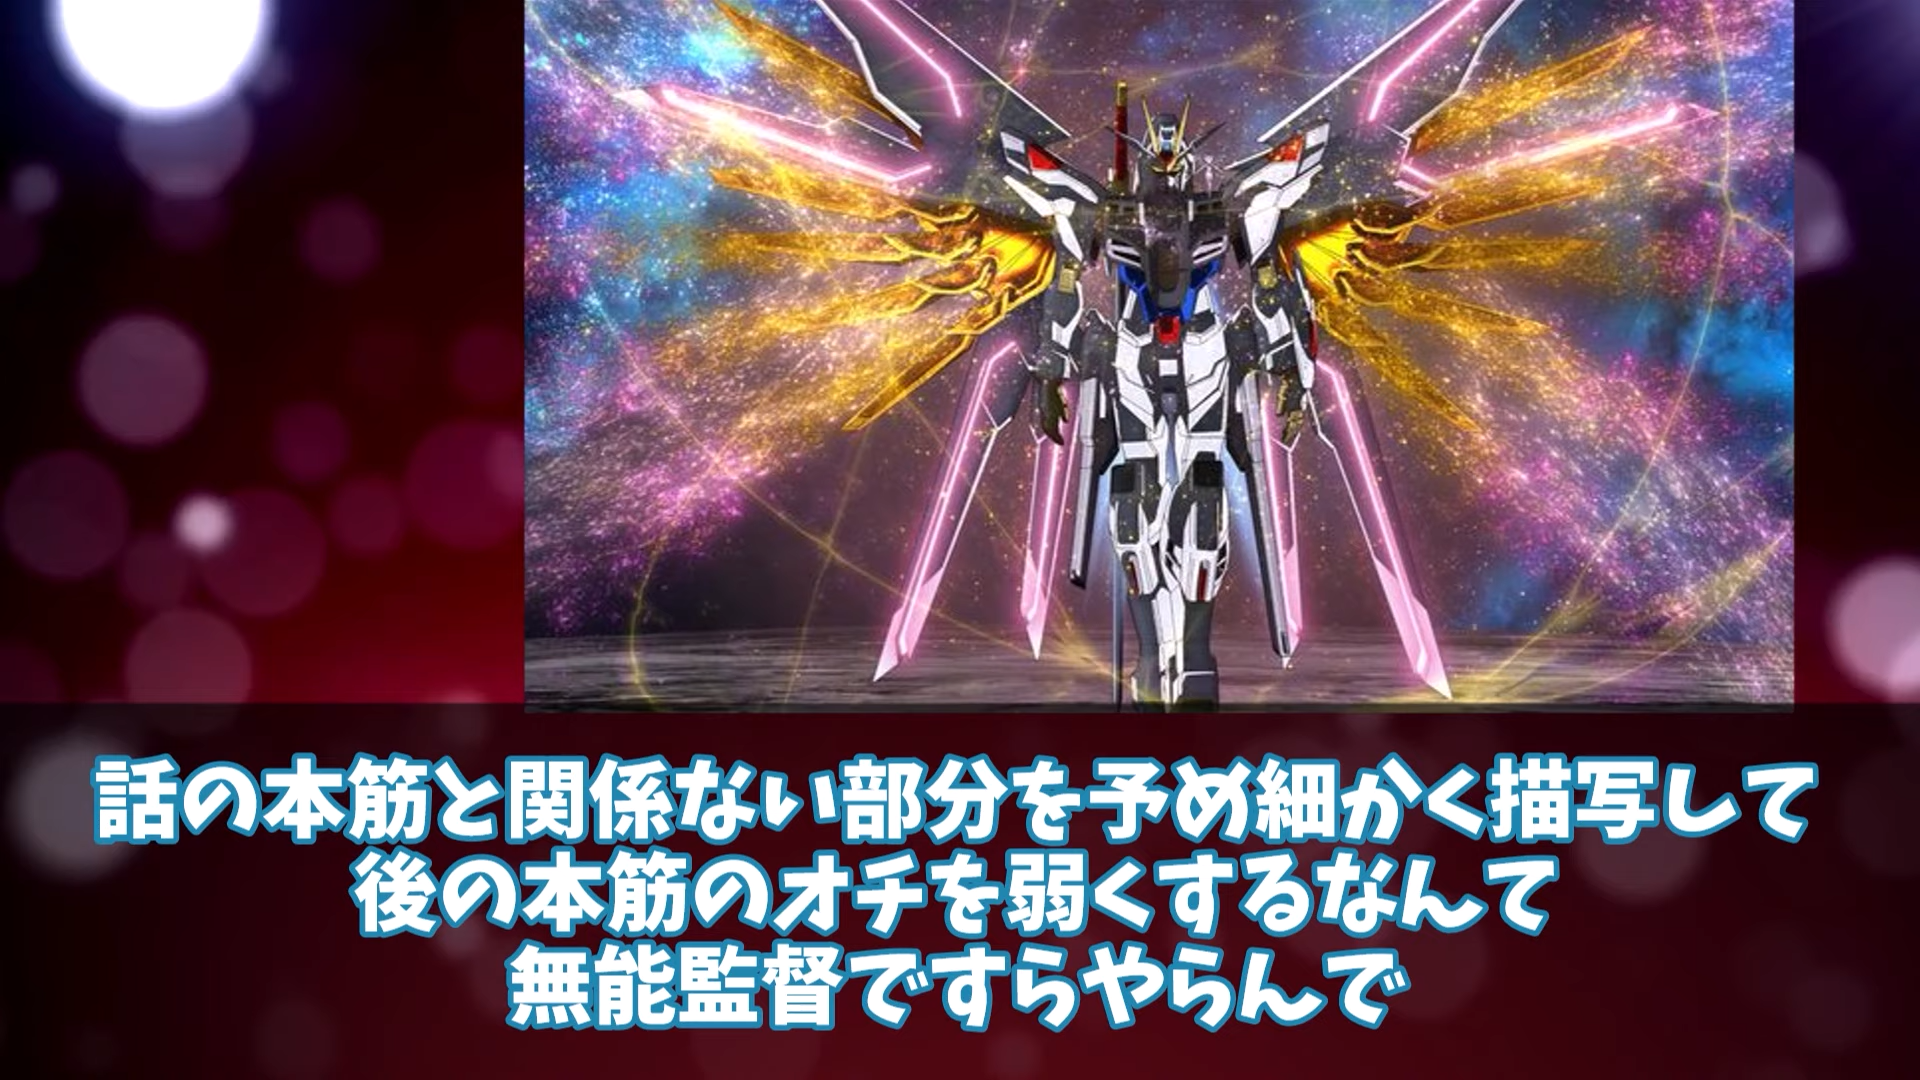 話の本筋と関係ない部分を予め細かく描写して
後の本筋のオチを弱くするなんて
無能監督ですらやらんで